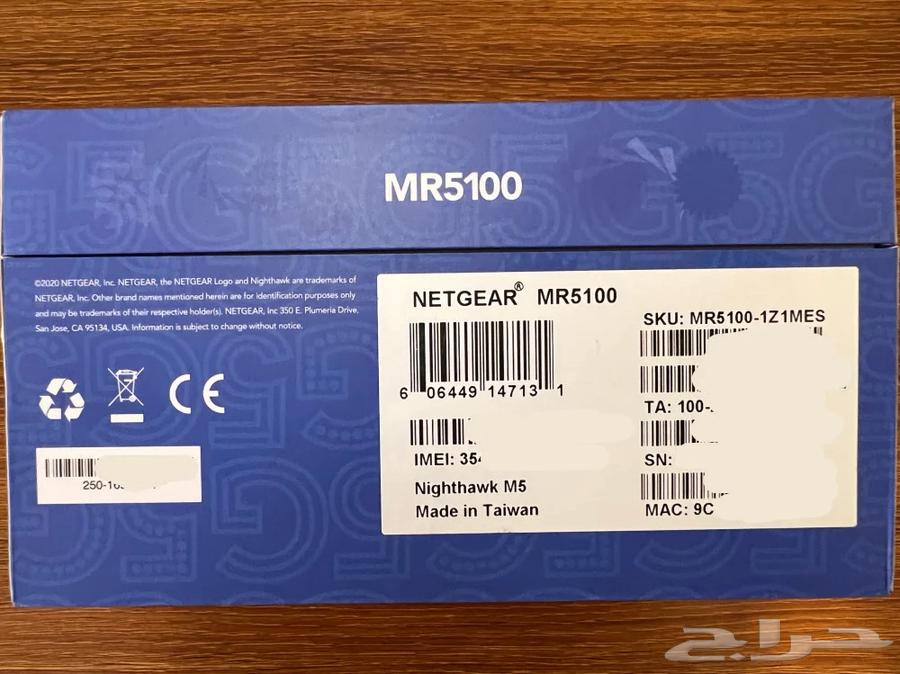 MR5100
©2020 NETGEAR, Inc. NETGEAR, the NETGEAR Logo and Nighthawk are trademarks of
NETGEAR, Inc. Other brand names mentioned herein are for identification purposes only
and may be trademarks of their respective holder(s). NETGEAR, Inc 350 E. Plumeria Drive,
San Jose, CA 95134, USA. Information is subject to change without notice.
CE
250-10
NETGEAR® MR5100
6 06449 14713 1
IMEI: 354
Nighthawk M5
Made in Taiwan
SKU: MR5100-1Z1MES
TA: 100-
SN:
MAC: 9C
حراج